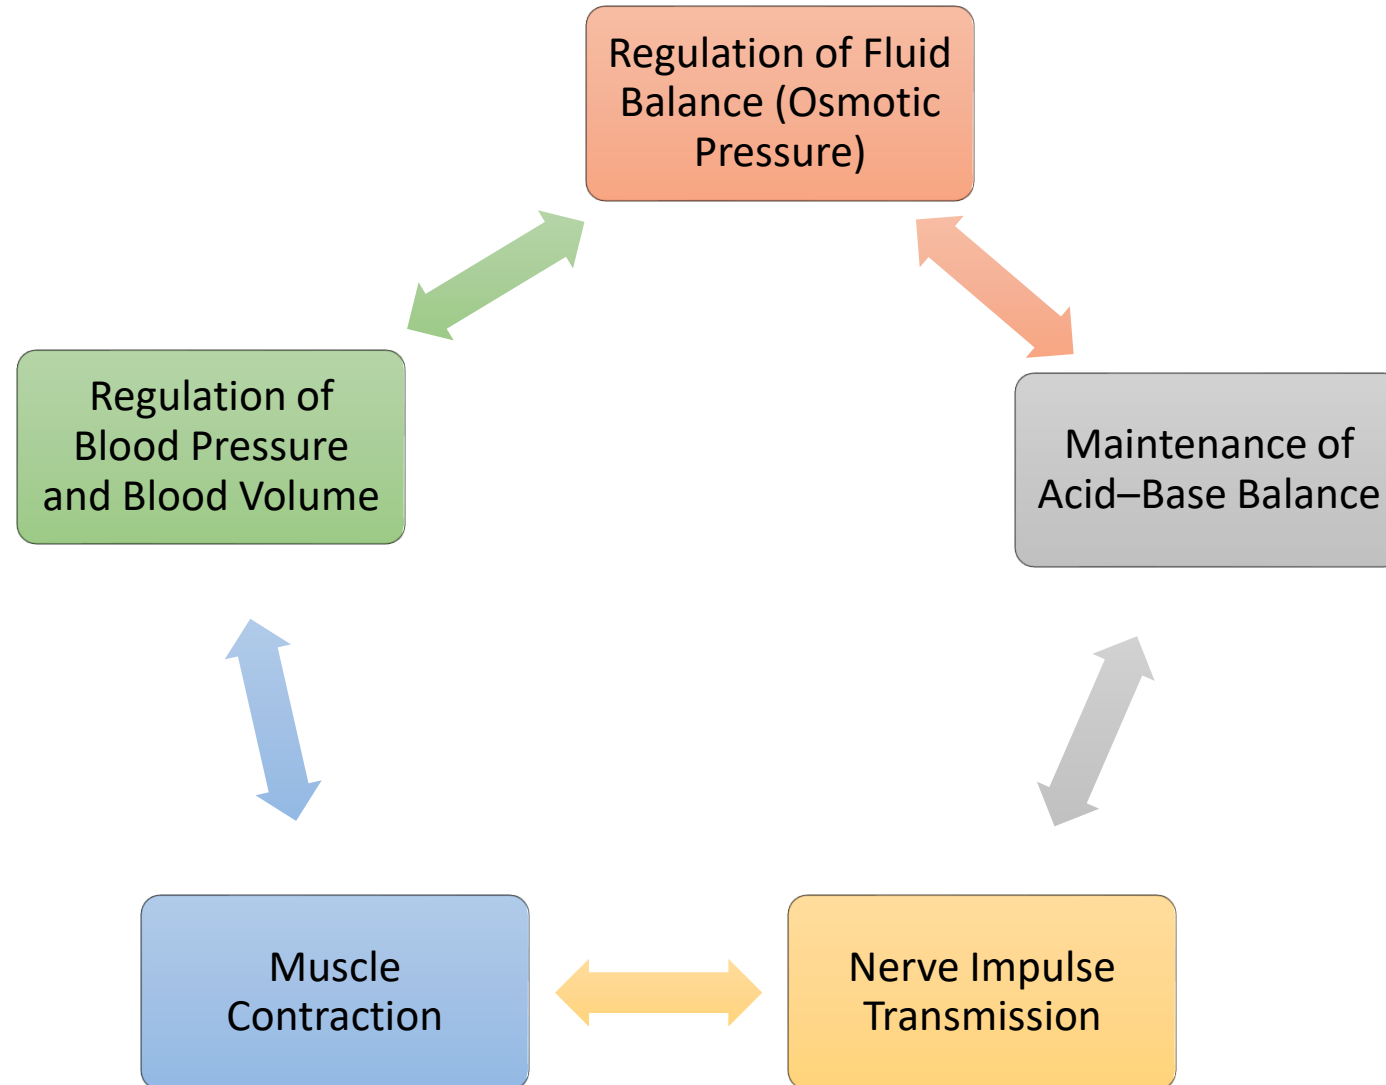 Regulation of Fluid
Balance (Osmotic
Pressure)
Maintenance of
Acid–Base Balance
Nerve Impulse
Transmission
Muscle
Contraction
Regulation of
Blood Pressure
and Blood Volume